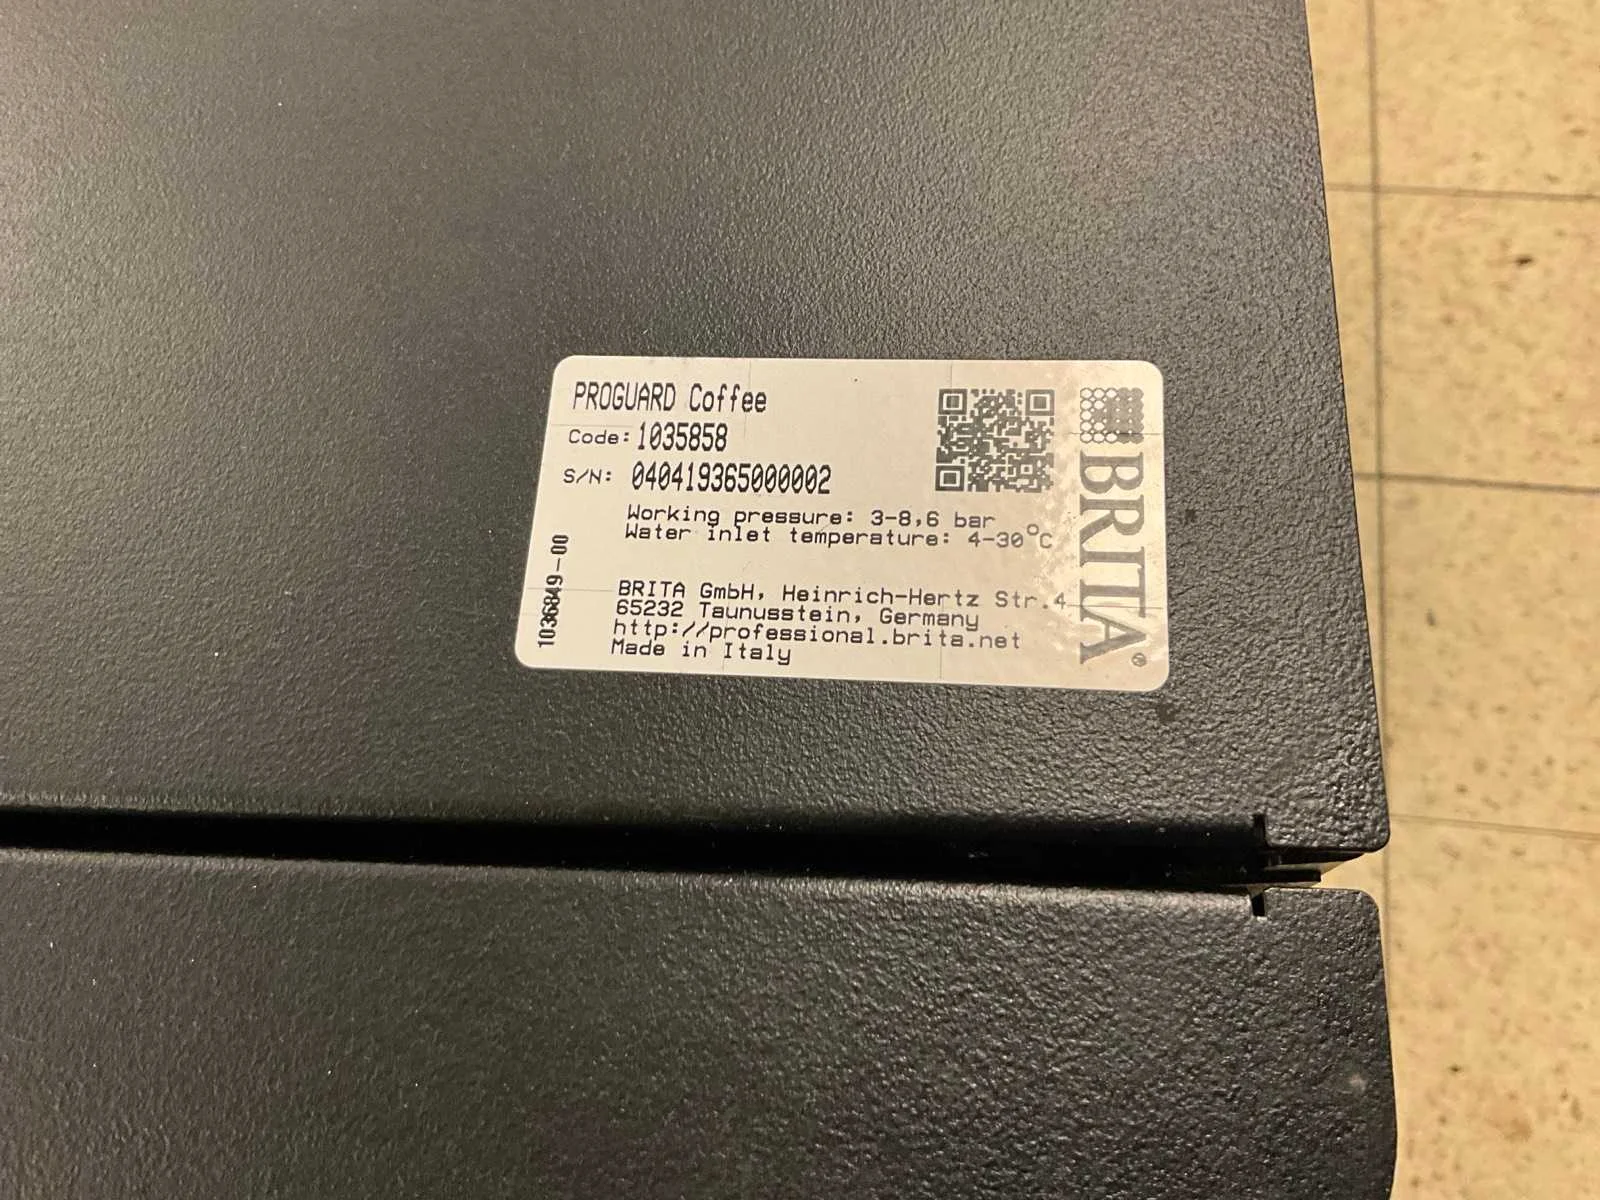 PROGUARD Coffee
Code: 1035858
S/N: 040419365000002
Working pressure: 3-8,6 bar
Water inlet temperature: 4-30°C
BRITA GmbH, Heinrich-Hertz Str.4
65232 Taunusstein, Germany
http://professional.brita.net
Made in Italy
1036849-00
BRITA®